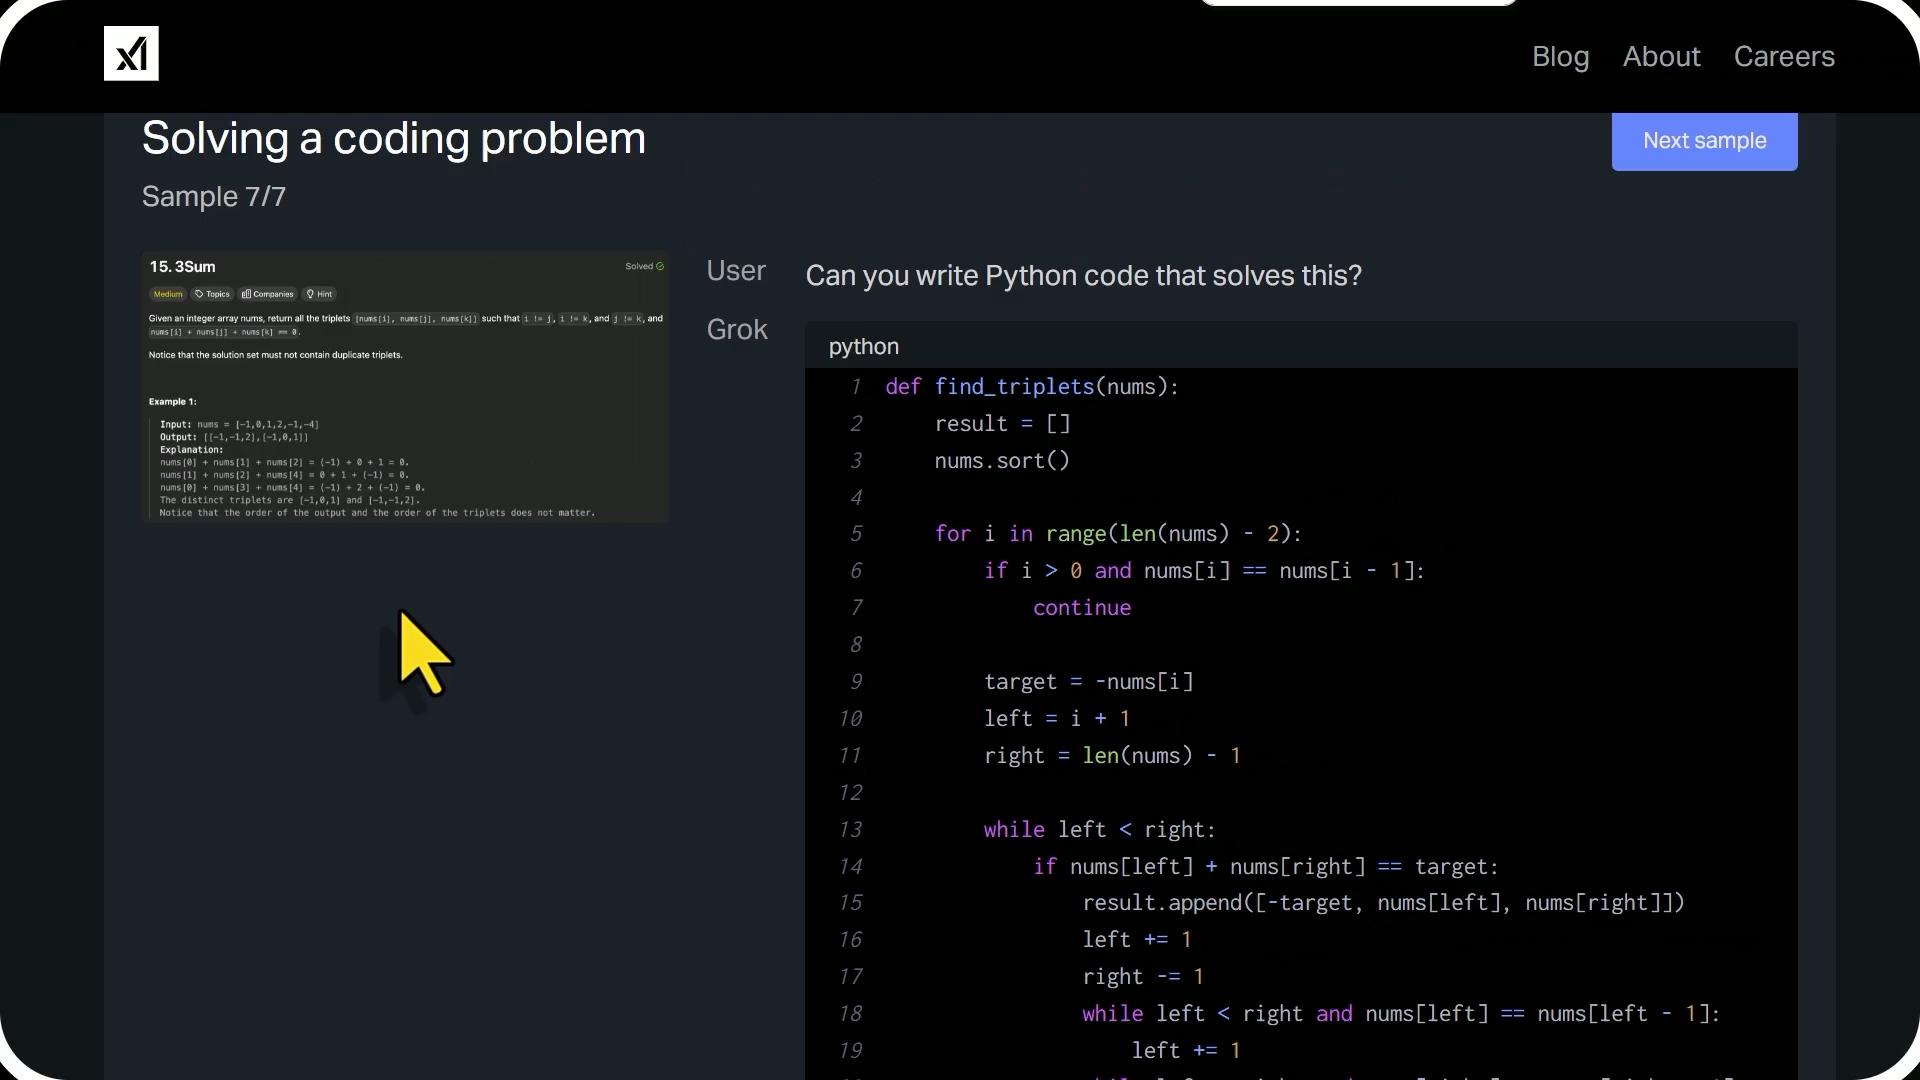 xI
Blog About Careers
Solving a coding problem
Next sample
Sample 7/7
15. 3Sum
Solved
Medium Topics Companies Hint
Given an integer array nums, return all the triplets [nums[i], nums[j], nums[k]] such that i != j, i != k, and j != k, and
nums[i] + nums[j] + nums[k] == 0.
Notice that the solution set must not contain duplicate triplets.
Example 1:
Input: nums = [-1,0,1,2,-1,-4]
Output: [[-1,-1,2],[-1,0,1]]
Explanation:
nums[0] + nums[1] + nums[2] = (-1) + 0 + 1 = 0.
nums[1] + nums[2] + nums[4] = 0 + 1 + (-1) = 0.
nums[0] + nums[3] + nums[4] = (-1) + 2 + (-1) = 0.
The distinct triplets are [-1,0,1] and [-1,-1,2].
Notice that the order of the output and the order of the triplets does not matter.
User Can you write Python code that solves this?
Grok
python
1 def find_triplets(nums):
2 result = []
3 nums.sort()
4
5 for i in range(len(nums) - 2):
6 if i > 0 and nums[i] == nums[i - 1]:
7 continue
8
9 target = -nums[i]
10 left = i + 1
11 right = len(nums) - 1
12
13 while left < right:
14 if nums[left] + nums[right] == target:
15 result.append([-target, nums[left], nums[right]])
16 left += 1
17 right -= 1
18 while left < right and nums[left] == nums[left - 1]:
19 left += 1